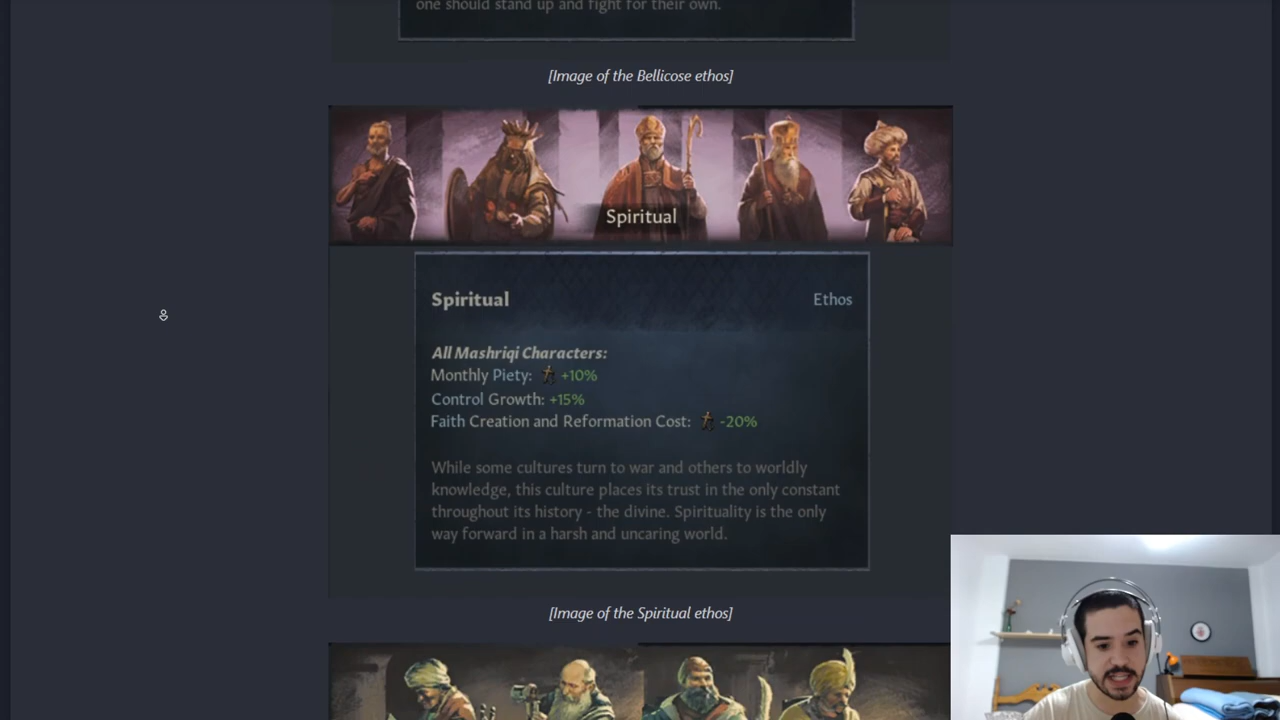 one should stand up and fight for their own.
[Image of the Bellicose ethos]
Spiritual
Spiritual Ethos
All Mashriqi Characters:
Monthly Piety: +10%
Control Growth: +15%
Faith Creation and Reformation Cost: -20%
While some cultures turn to war and others to worldly
knowledge, this culture places its trust in the only constant
throughout its history - the divine. Spirituality is the only
way forward in a harsh and uncaring world.
[Image of the Spiritual ethos]